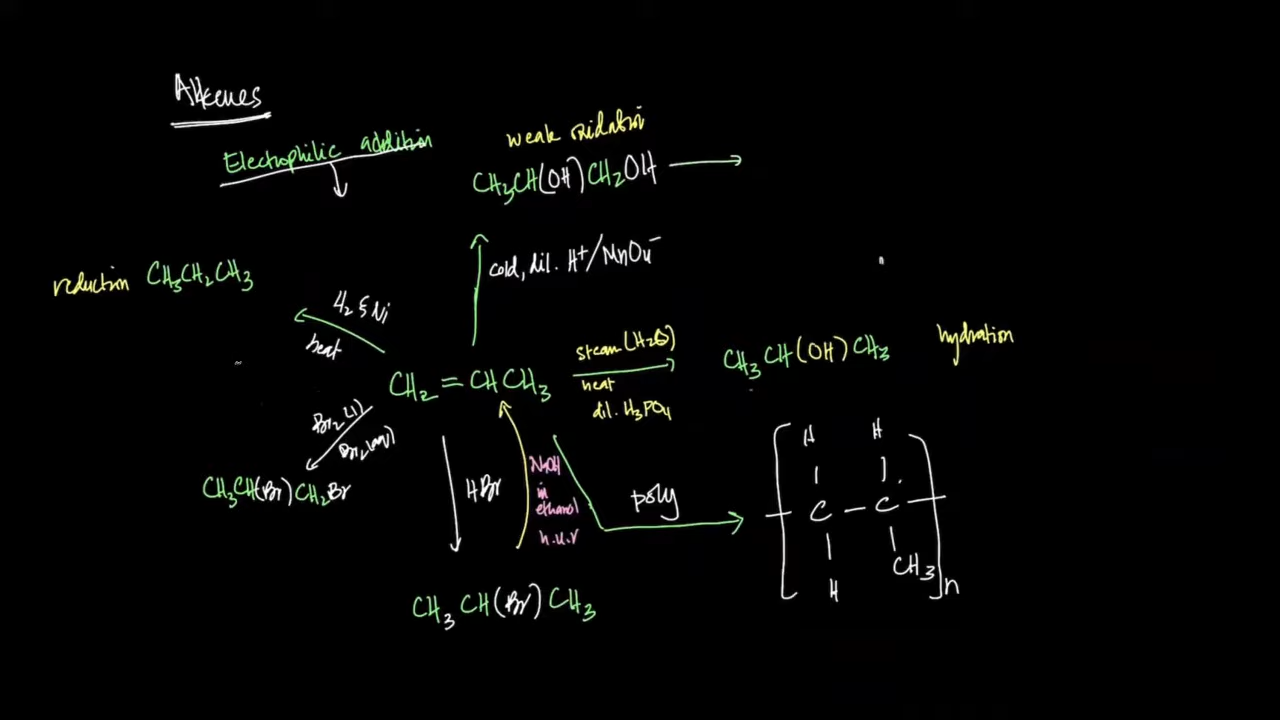 Alkenes
Electrophilic addition
weak oxidation
CH₃CH(OH)CH₂OH
cold, dil. H⁺/MnO₄⁻
reduction CH₃CH₂CH₃
H₂ & Ni
heat
CH₂=CHCH₃
steam (H₂O)
heat
dil. H₃PO₄
CH₃CH(OH)CH₃
hydration
Br₂(l)
Br₂(aq)
CH₃CH(Br)CH₂Br
HBr
NaOH
in
ethanol
h.u.r
poly
H H
C — C
H CH₃
n
CH₃CH(Br)CH₃